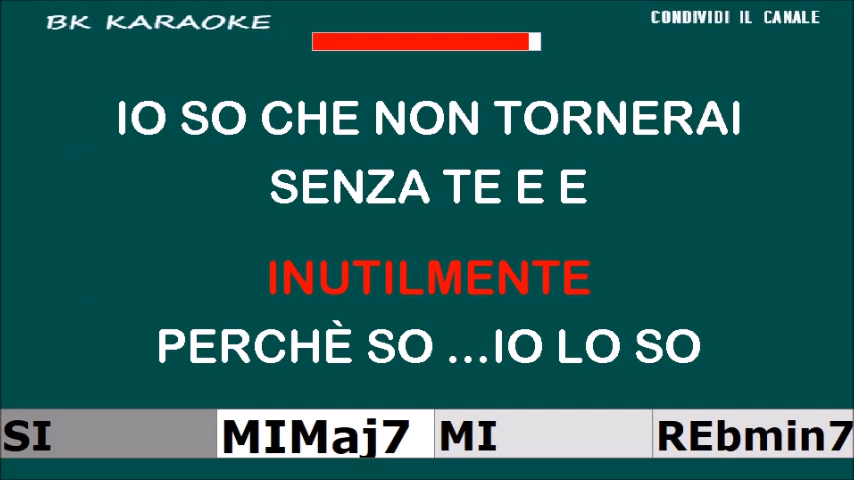 BK KARAOKE
CONDIVIDI IL CANALE
IO SO CHE NON TORNERAI
SENZA TE E E
INUTILMENTE
PERCHÈ SO ...IO LO SO
SI MIMaj7 MI REbmin7